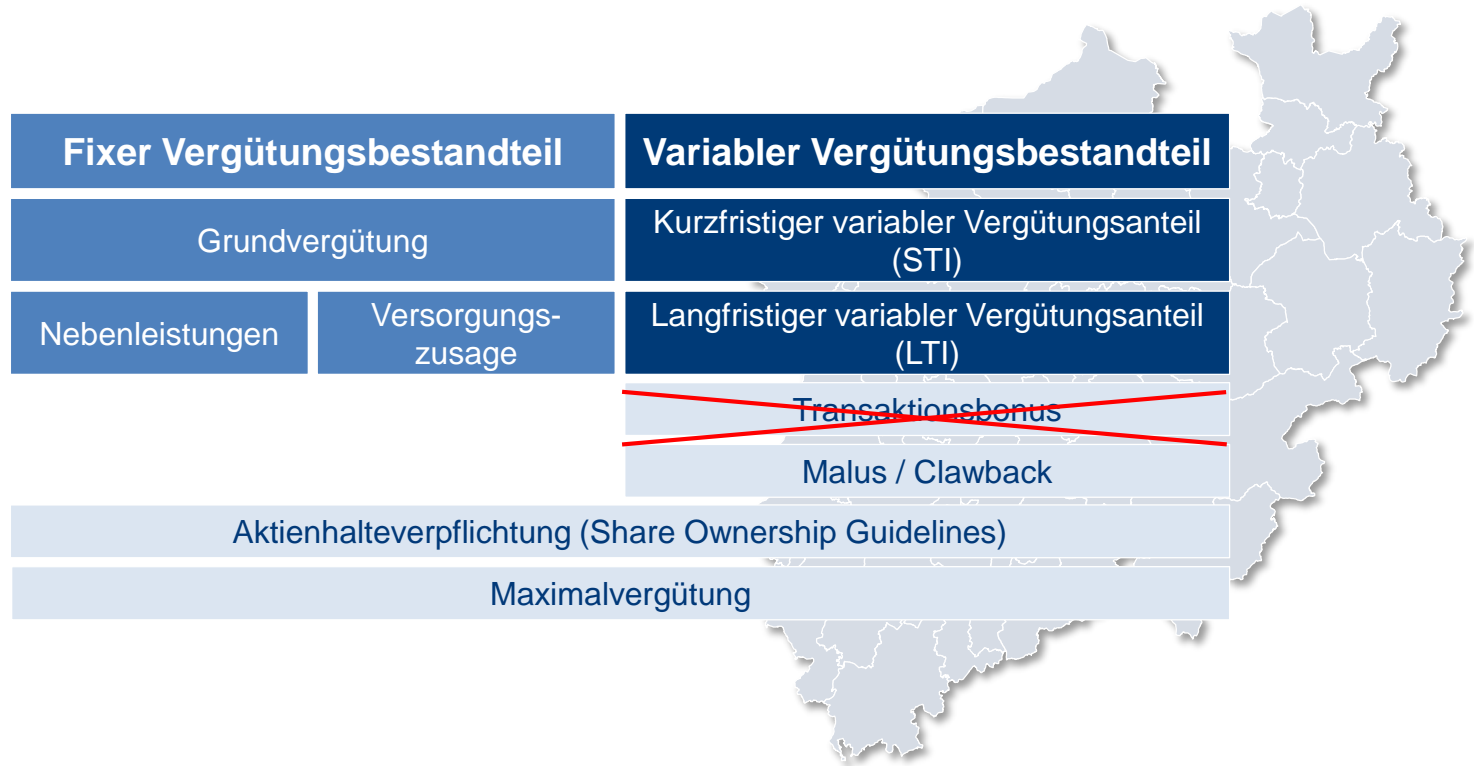 Fixer Vergütungsbestandteil
Variabler Vergütungsbestandteil
Grundvergütung
Kurzfristiger variabler Vergütungsanteil
(STI)
Nebenleistungen
Versorgungs-
zusage
Langfristiger variabler Vergütungsanteil
(LTI)
Transaktionsbonus
Malus / Clawback
Aktienhalteverpflichtung (Share Ownership Guidelines)
Maximalvergütung